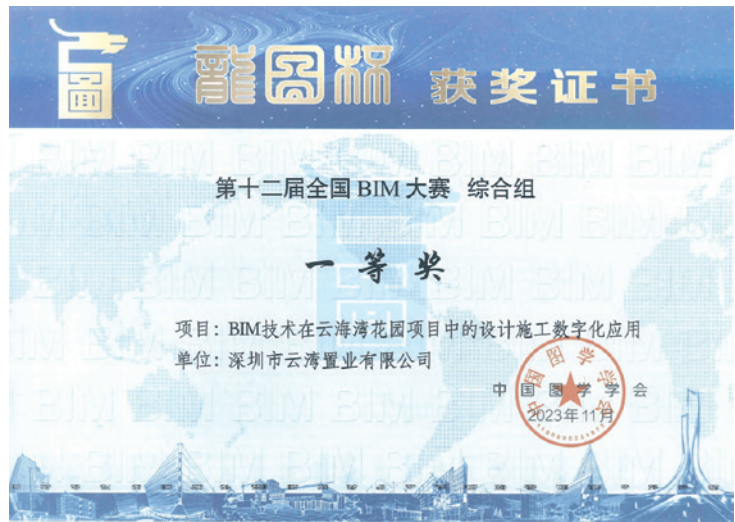 龍圖杯 获奖证书
第十二届全国 BIM 大赛 综合组
一等奖
项目：BIM技术在云海湾花园项目中的设计施工数字化应用
单位：深圳市云湾置业有限公司
中国图学学会
2023年11月